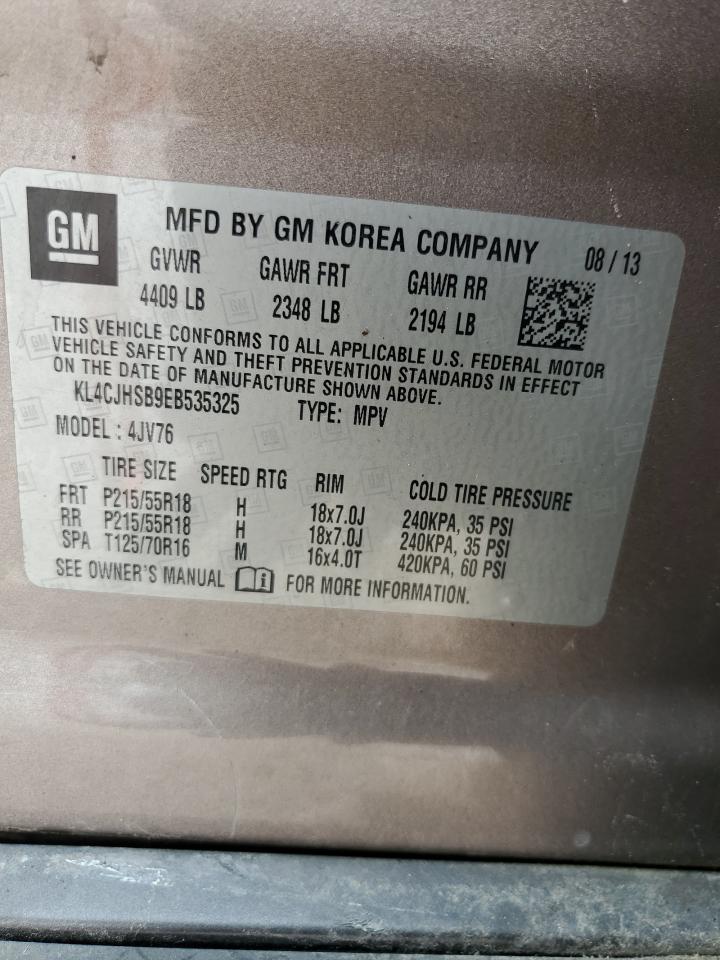 GM
MFD BY GM KOREA COMPANY 08 / 13
GVWR GAWR FRT GAWR RR
4409 LB 2348 LB 2194 LB
THIS VEHICLE CONFORMS TO ALL APPLICABLE U.S. FEDERAL MOTOR
VEHICLE SAFETY AND THEFT PREVENTION STANDARDS IN EFFECT
ON THE DATE OF MANUFACTURE SHOWN ABOVE.
KL4CJHSB9EB535325 TYPE: MPV
MODEL : 4JV76
TIRE SIZE SPEED RTG RIM COLD TIRE PRESSURE
FRT P215/55R18 H 18x7.0J 240KPA, 35 PSI
RR P215/55R18 H 18x7.0J 240KPA, 35 PSI
SPA T125/70R16 M 16x4.0T 420KPA, 60 PSI
SEE OWNER'S MANUAL FOR MORE INFORMATION.